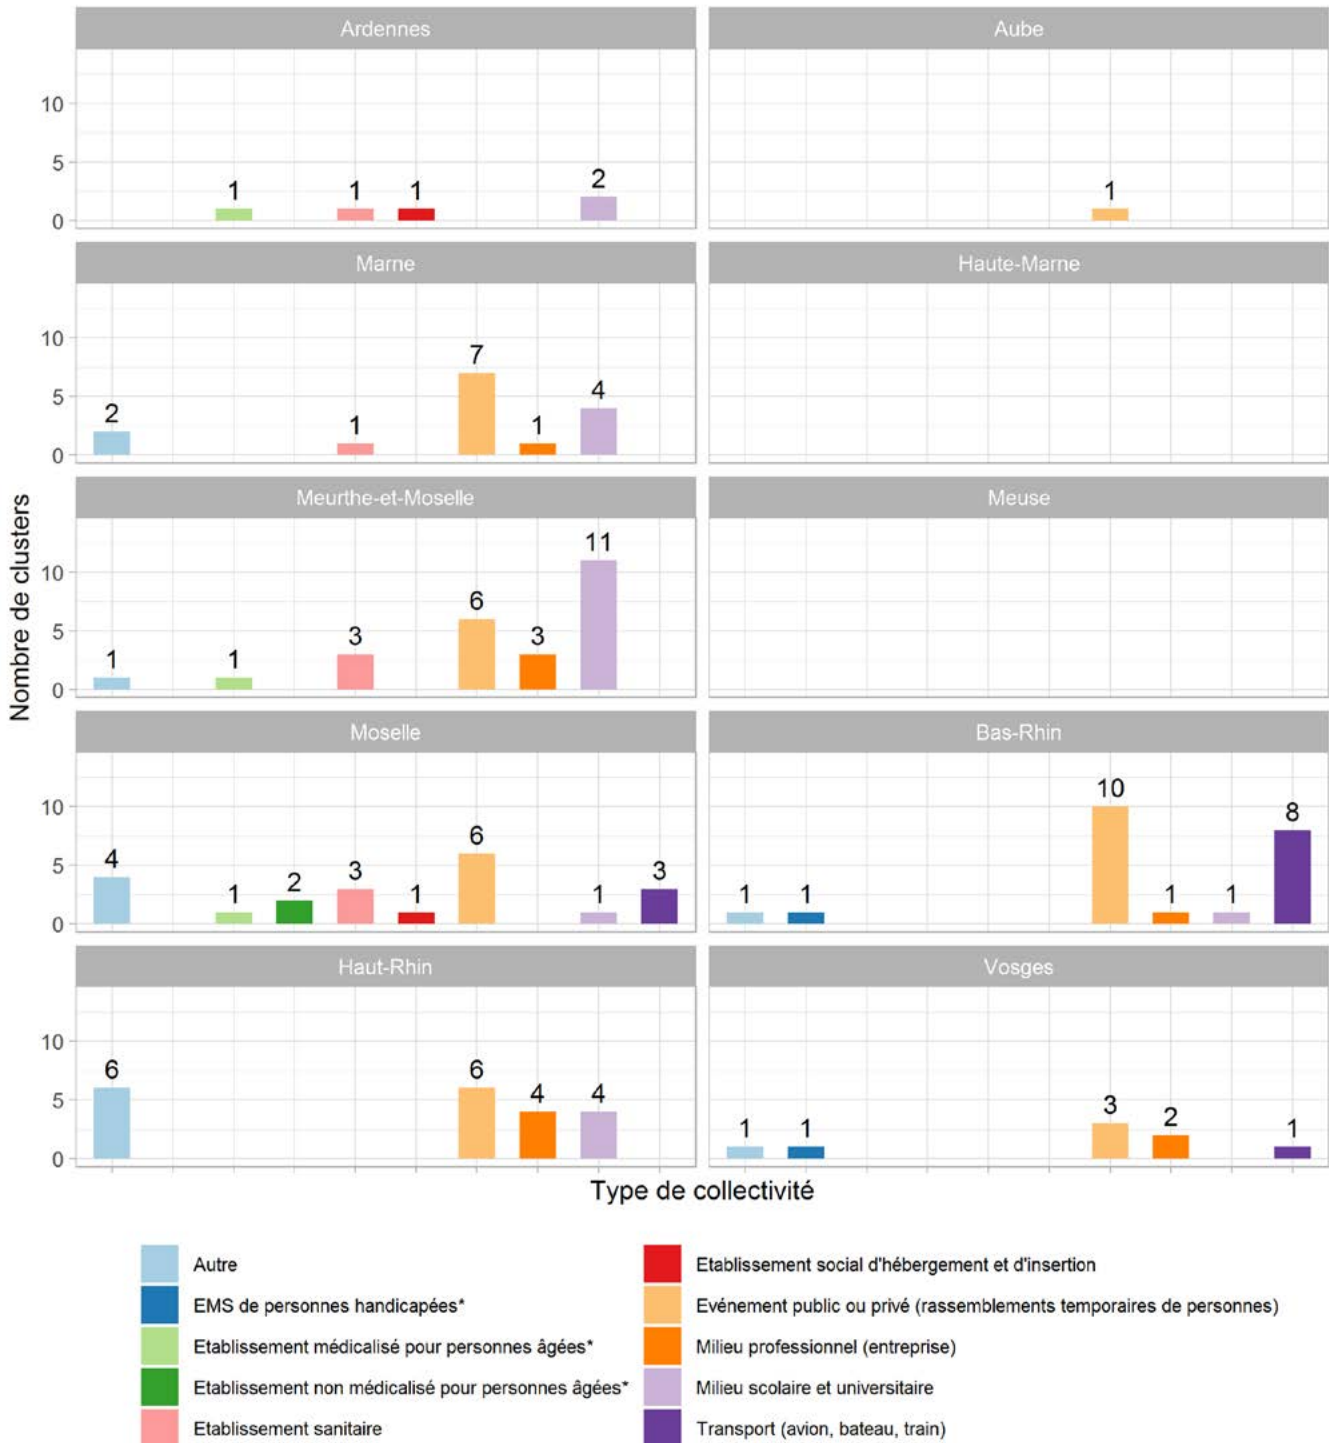 Ardennes
Aube
10
5
0
1
1
1
2
1
Marne
Haute-Marne
10
5
0
2
1
7
1
4
Meurthe-et-Moselle
Meuse
10
5
0
1
1
3
6
3
11
Nombre de clusters
Moselle
Bas-Rhin
10
5
0
4
1
2
3
1
6
1
3
1
1
10
1
1
8
Haut-Rhin
Vosges
10
5
0
6
6
4
4
1
1
3
2
1
Type de collectivité
Autre
EMS de personnes handicapées*
Etablissement médicalisé pour personnes âgées*
Etablissement non médicalisé pour personnes âgées*
Etablissement sanitaire
Etablissement social d'hébergement et d'insertion
Evénement public ou privé (rassemblements temporaires de personnes)
Milieu professionnel (entreprise)
Milieu scolaire et universitaire
Transport (avion, bateau, train)